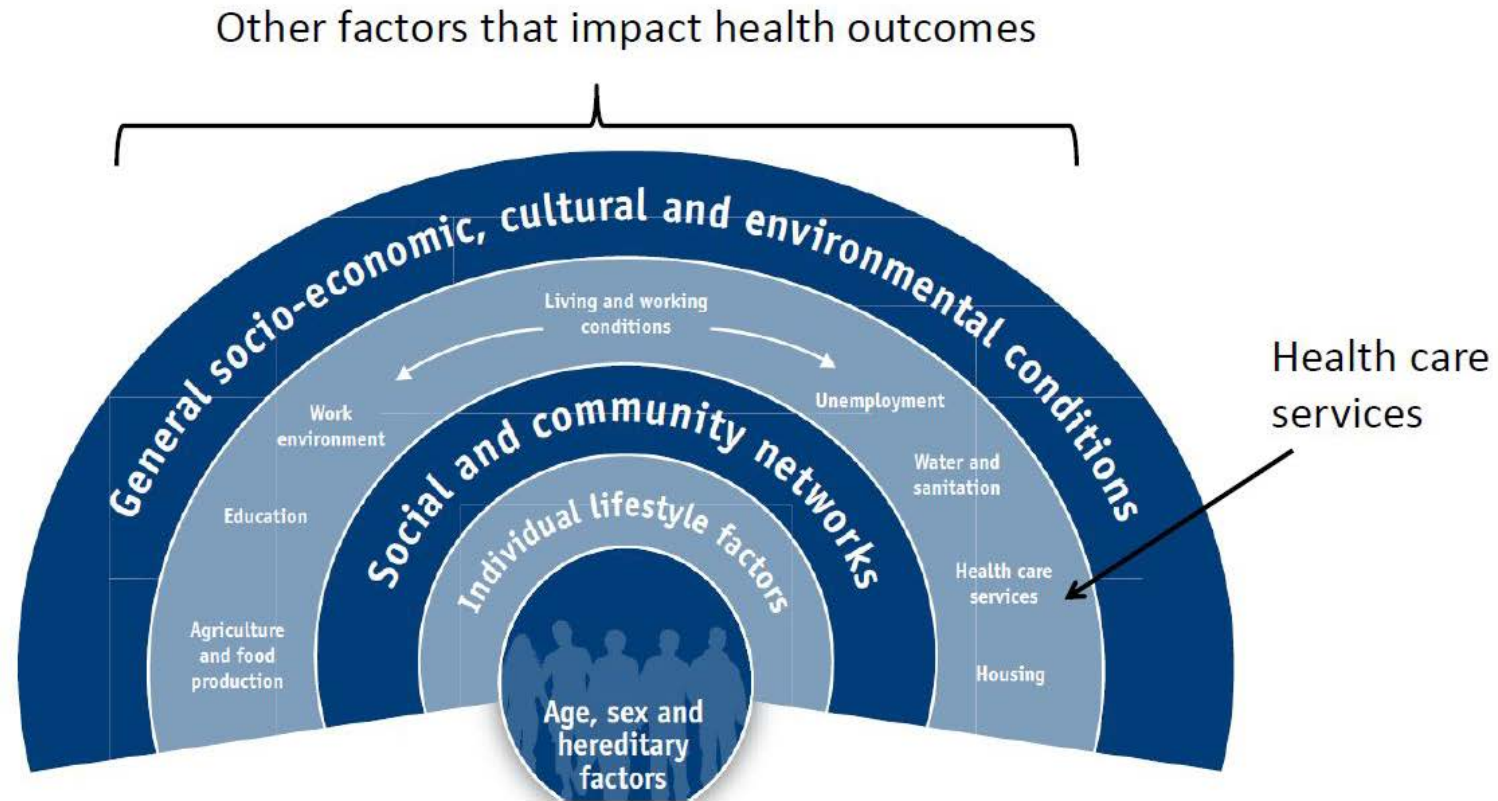 Other factors that impact health outcomes
General socio-economic, cultural and environmental conditions
Living and working
conditions
Work
environment
Unemployment
Health care
services
Education
Water and
sanitation
Social and community networks
Individual lifestyle factors
Agriculture
and food
production
Health care
services
Housing
Age, sex and
hereditary
factors